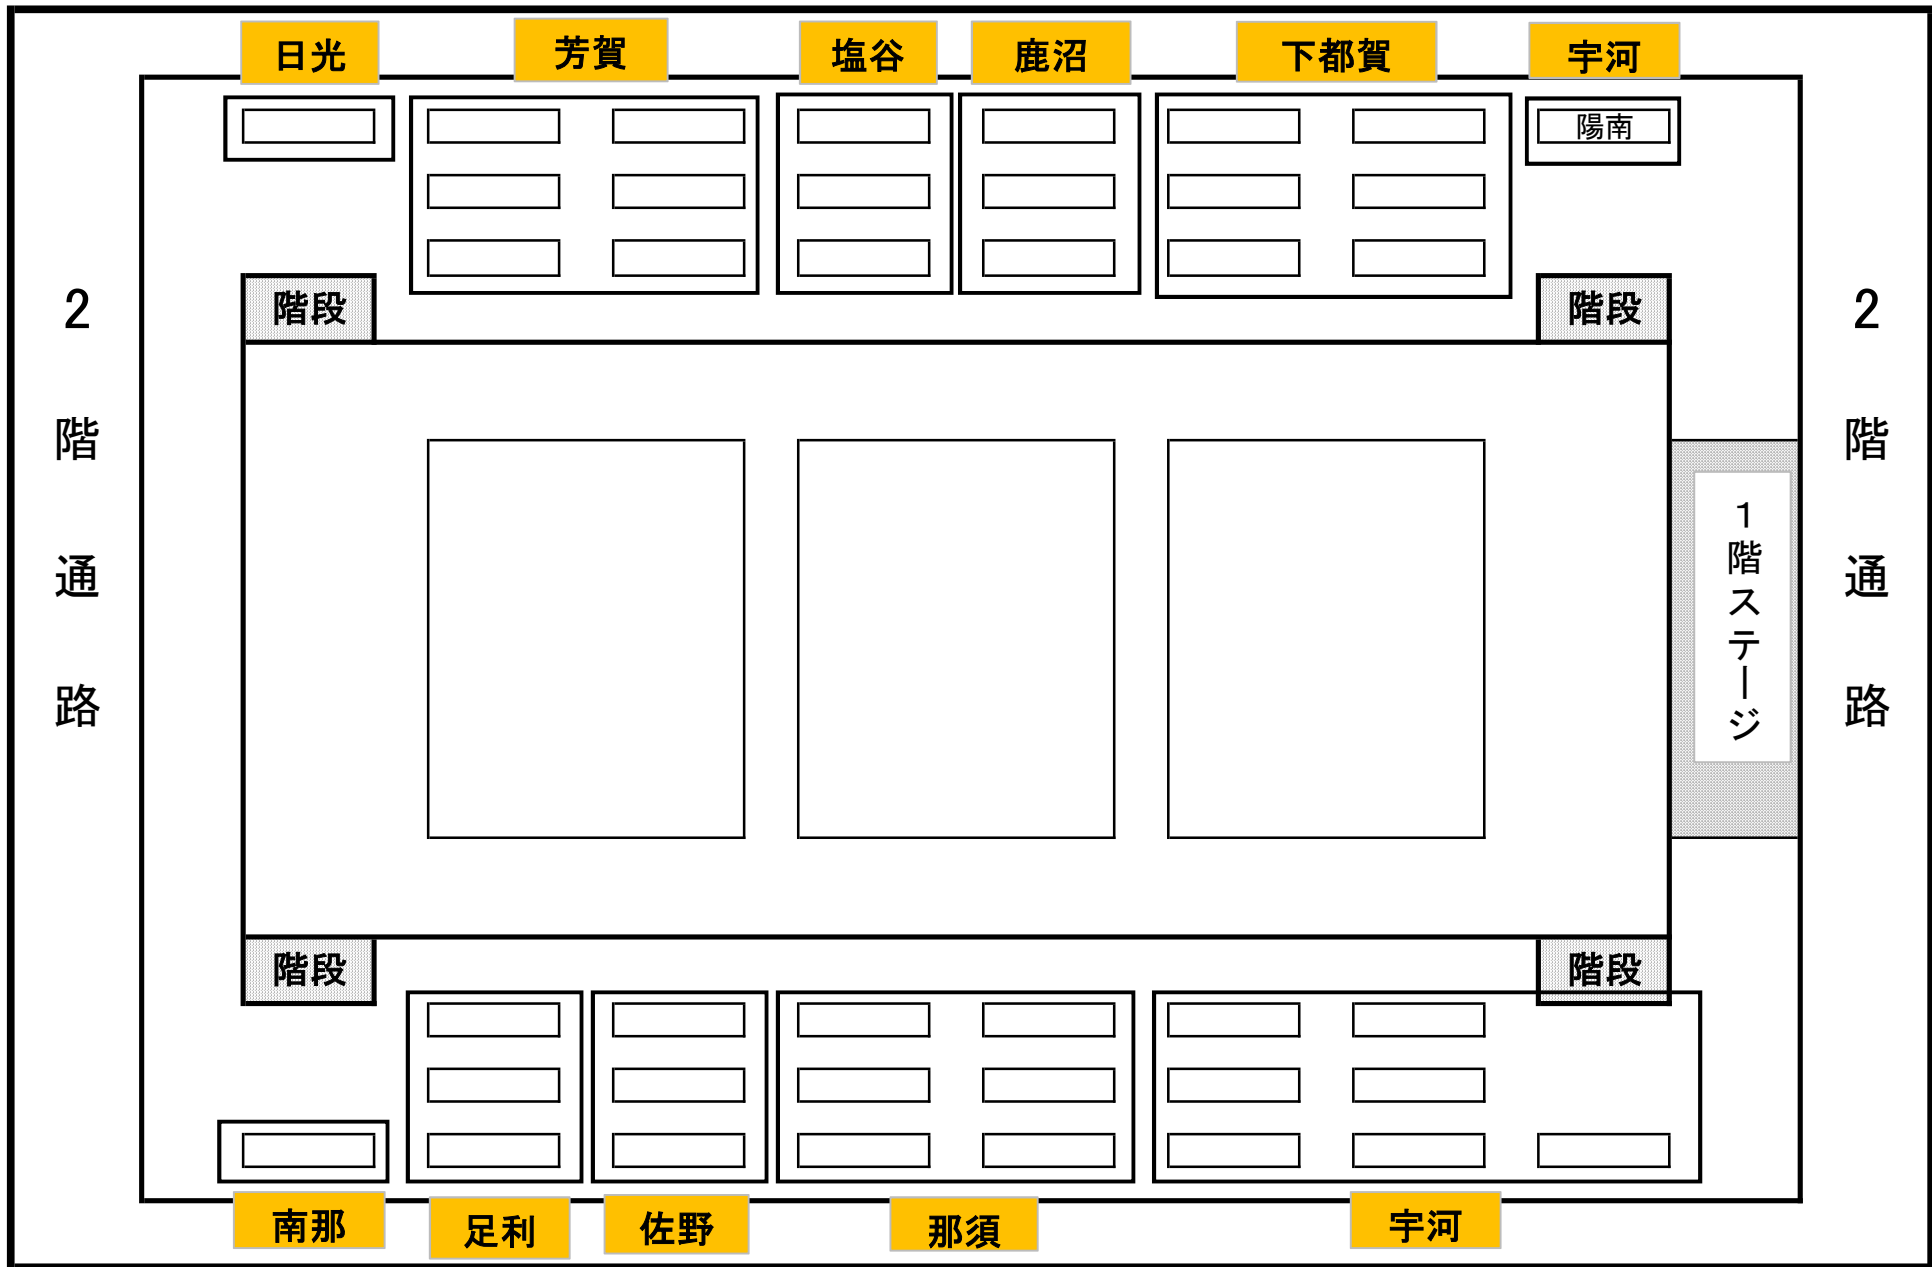 日光
芳賀
塩谷
鹿沼
下都賀
宇河
陽南
階段
階段
2階通路
2階通路
1階ステージ
階段
階段
南那
足利
佐野
那須
宇河